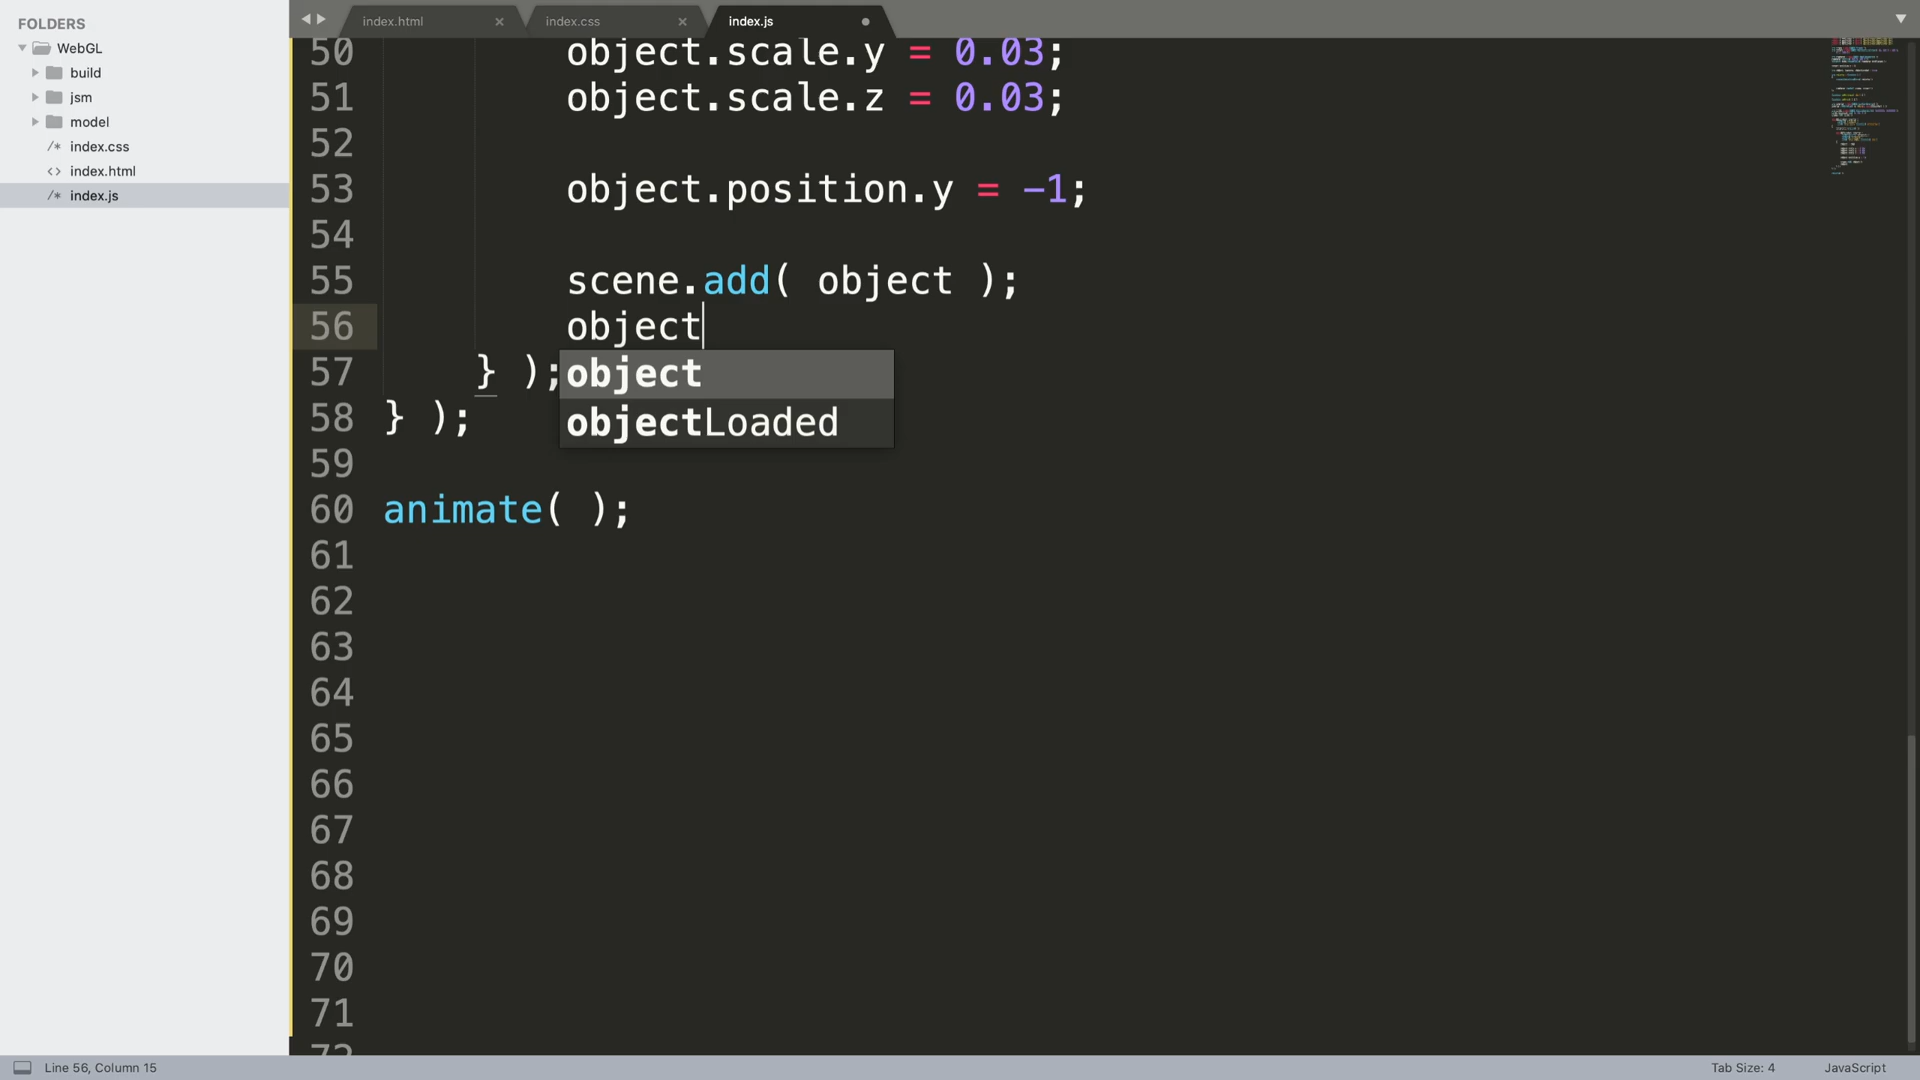 FOLDERS
WebGL
build
jsm
model
/* index.css
<> index.html
/* index.js
index.html ×
index.css ×
index.js
50 object.scale.y = 0.03;
51 object.scale.z = 0.03;
52
53 object.position.y = -1;
54
55 scene.add( object );
56 object
57 } );
object
58 } );
objectLoaded
59
60 animate( );
61
62
63
64
65
66
67
68
69
70
71
72
Line 56, Column 15
Tab Size: 4
JavaScript